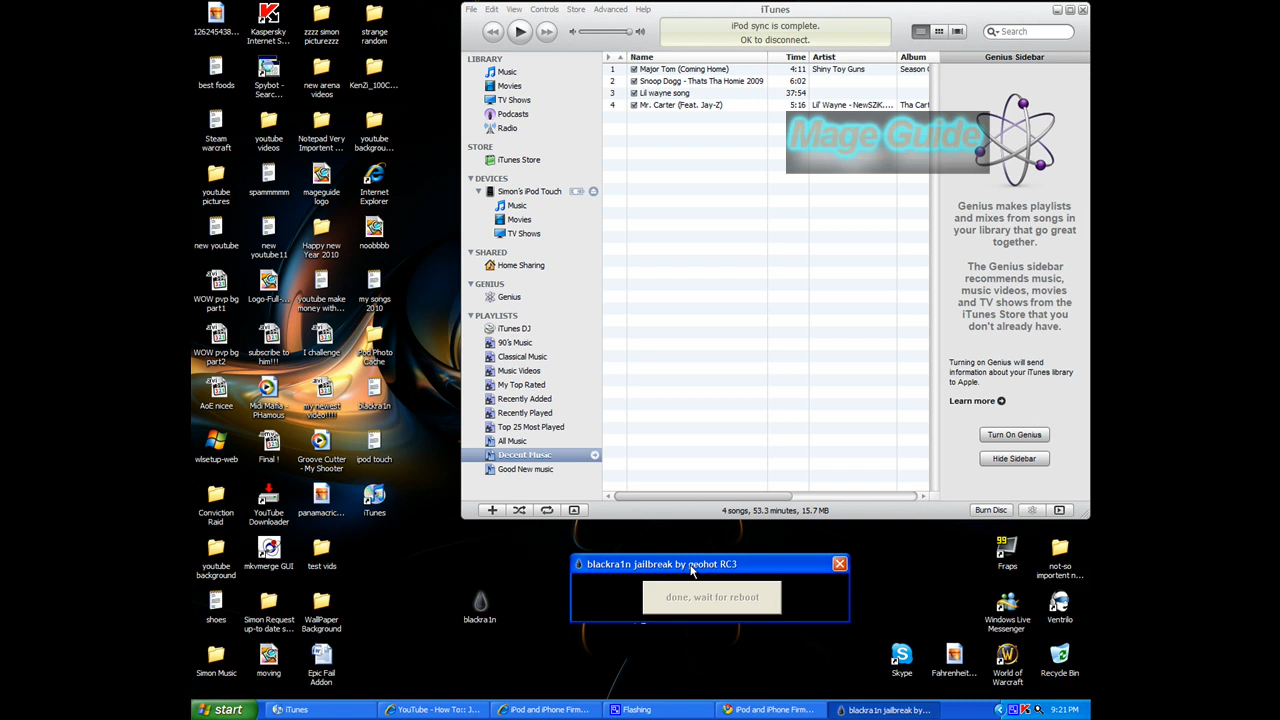 126245438...
Kaspersky Internet S...
zzzz simon picturezzz
strange random
best foods
Spybot - Searc...
new arena videos
KenZi_100C...
Steam warcraft
youtube videos
Notepad Very Importent ...
youtube backgrou...
youtube pictures
spammmmm
mageguide logo
Internet Explorer
new youtube
new youtube11
Happy new Year 2010
noobbbb
WOW pvp bg part1
Logo-Full-...
youtube make money with...
my songs 2010
WOW pvp bg part2
subscribe to him!!!
I challenge
iPod Photo Cache
AoE nicee
Midi Mafia - PHamous
my newest video!!!!
blackra1n
wlsetup-web
Final !
Groove Cutter - My Shooter
ipod touch
Conviction Raid
YouTube Downloader
panamacric...
iTunes
youtube background
mkvmerge GUI
test vids
shoes
Simon Request up-to date s...
WallPaper Background
Simon Music
moving
Epic Fail Addon
File Edit View Controls Store Advanced Help
iTunes
iPod sync is complete.
OK to disconnect.
Search
LIBRARY
Music
Movies
TV Shows
Podcasts
Radio
STORE
iTunes Store
DEVICES
Simon's iPod Touch
Music
Movies
TV Shows
SHARED
Home Sharing
GENIUS
Genius
PLAYLISTS
iTunes DJ
90's Music
Classical Music
Music Videos
My Top Rated
Recently Added
Recently Played
Top 25 Most Played
All Music
Decent Music
Good New music
Name Time Artist Album
1 Major Tom (Coming Home) 4:11 Shiny Toy Guns Season
2 Snoop Dogg - Thats Tha Homie 2009 6:02
3 Lil wayne song 37:54
4 Mr. Carter (Feat. Jay-Z) 5:16 Lil' Wayne - NewSZiK.... Tha Cart
Mage Guide
Genius Sidebar
Genius makes playlists
and mixes from songs in
your library that go great
together.
The Genius sidebar
recommends music,
music videos, movies
and TV shows from the
iTunes Store that you
don't already have.
Turning on Genius will send
information about your iTunes library
to Apple.
Learn more
Turn On Genius
Hide Sidebar
4 songs, 53.3 minutes, 15.7 MB
Burn Disc
blackra1n jailbreak by geohot RC3
done, wait for reboot
blackra1n
99
Fraps
not-so importent n...
Windows Live Messenger
Ventrilo
Skype
Fahrenheit...
World of Warcraft
Recycle Bin
start
iTunes
YouTube - How To:: J...
iPod and iPhone Firm...
Flashing
iPod and iPhone Firm...
blackra1n jailbreak by...
9:21 PM